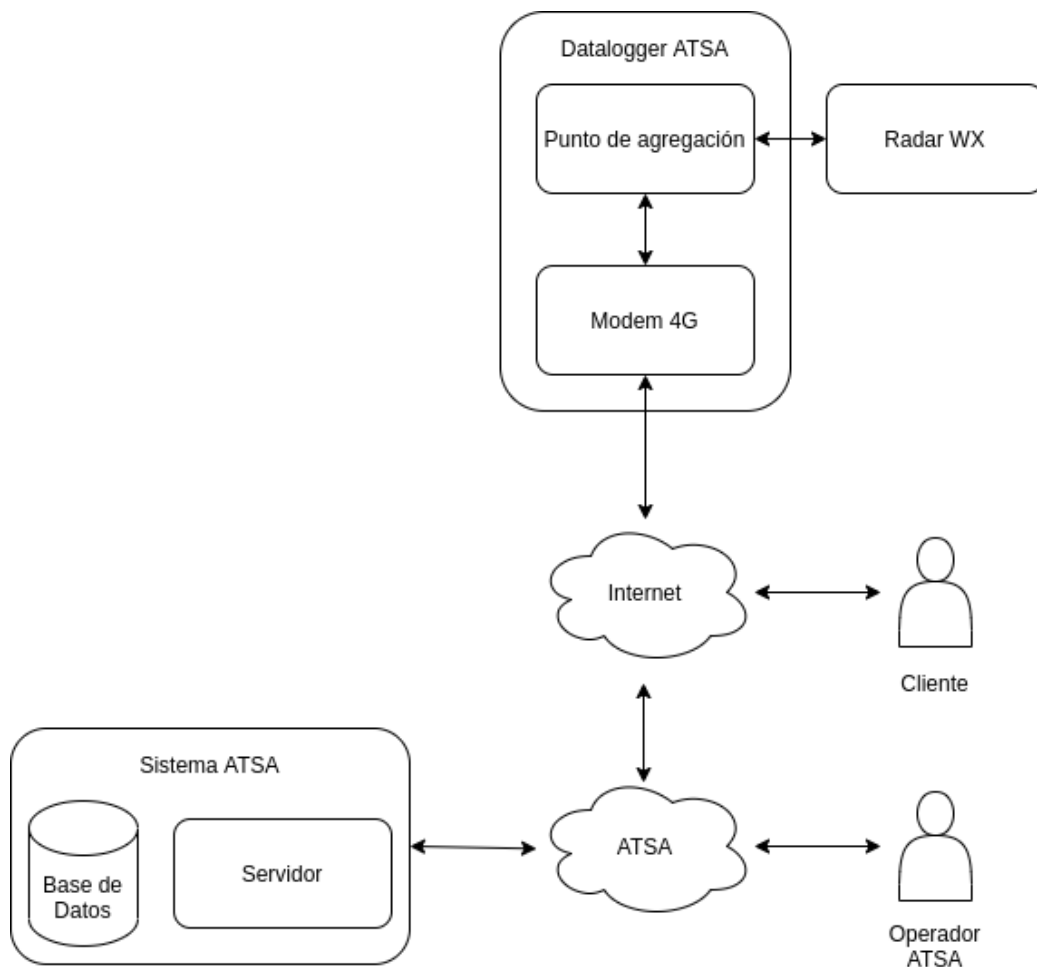 Datalogger ATSA
Punto de agregación
Radar WX
Modem 4G
Internet
Cliente
Sistema ATSA
Base de
Datos
Servidor
ATSA
Operador
ATSA